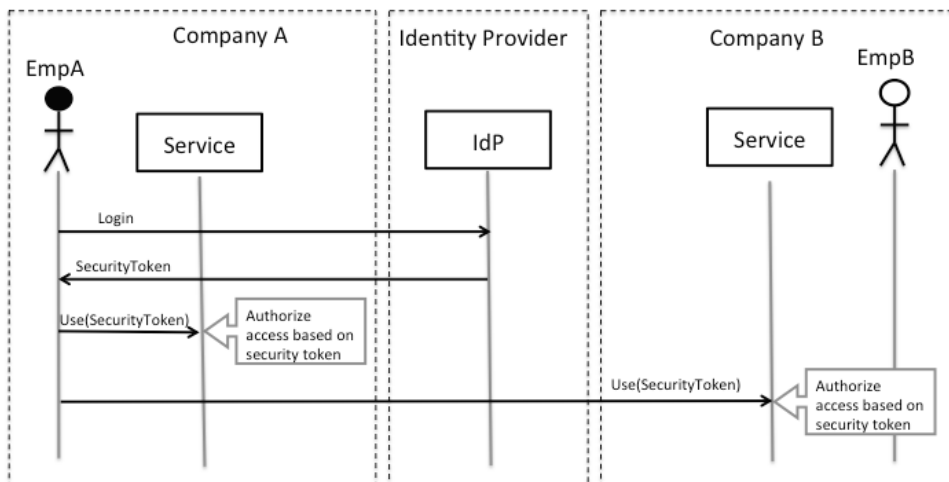 Company A
Identity Provider
Company B
EmpA
EmpB
Service
IdP
Service
Login
SecurityToken
Use(SecurityToken)
Authorize
access based on
security token
Use(SecurityToken)
Authorize
access based on
security token